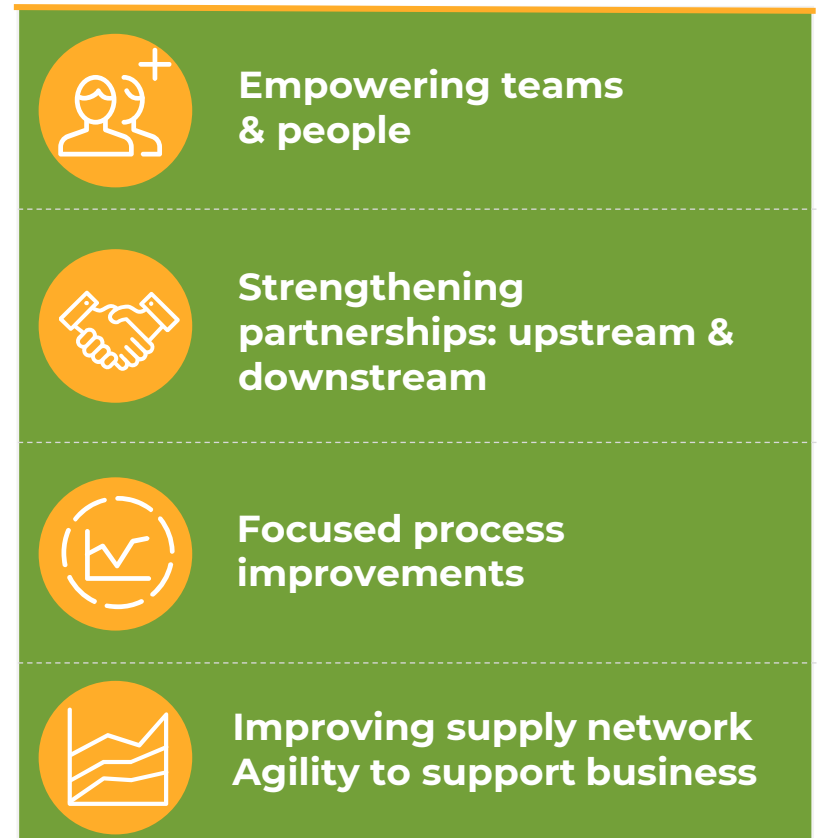 Empowering teams
& people
Strengthening
partnerships: upstream &
downstream
Focused process
improvements
Improving supply network
Agility to support business